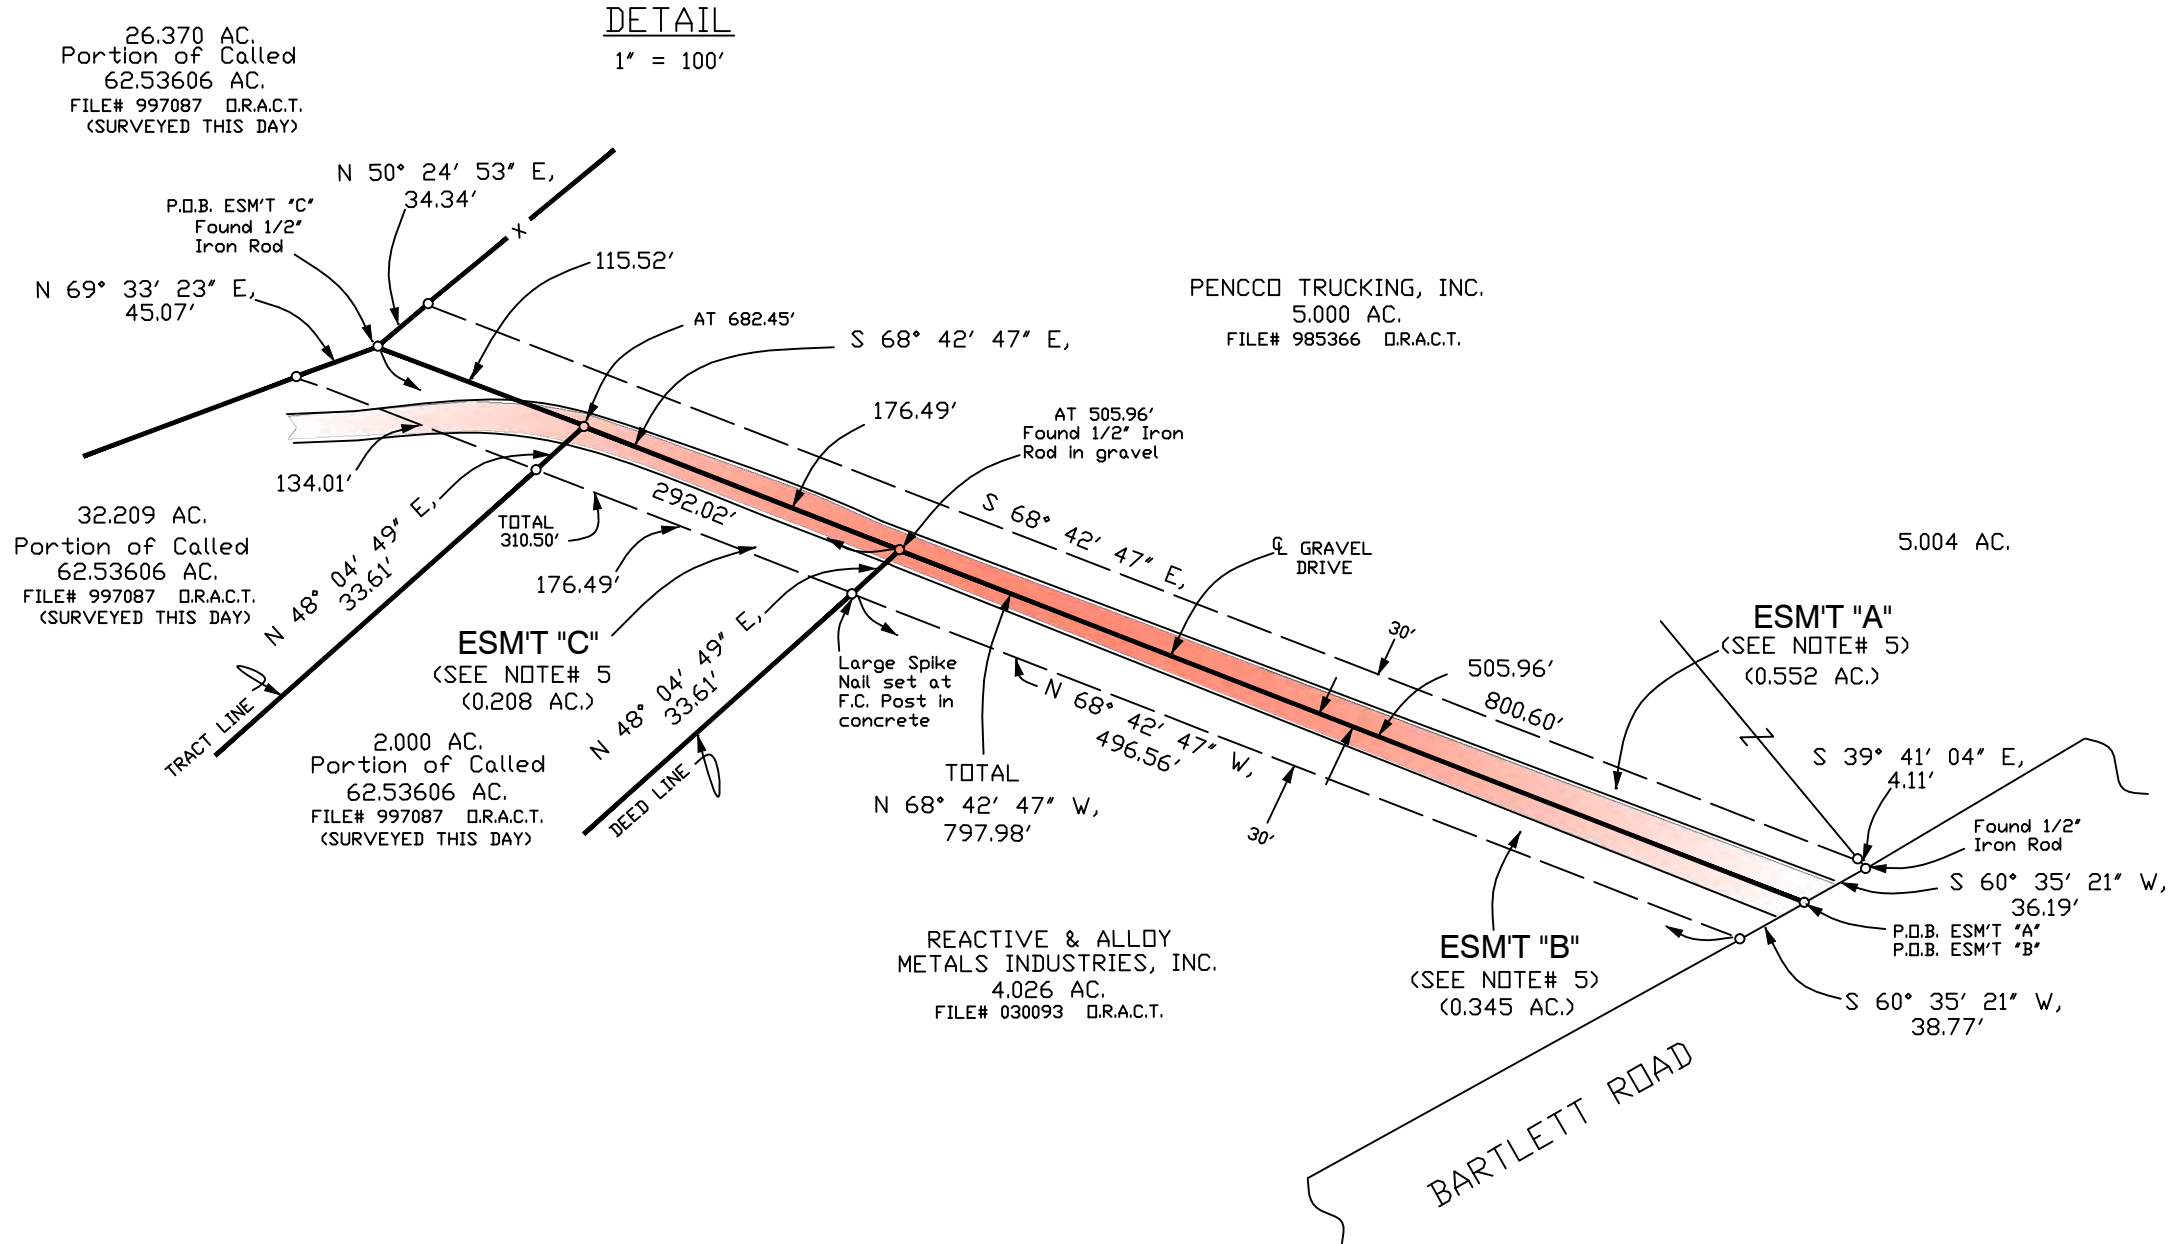 DETAIL
1" = 100'
26.370 AC.
Portion of Called
62.53606 AC.
FILE# 997087 O.R.A.C.T.
(SURVEYED THIS DAY)
N 50° 24' 53" E,
34.34'
P.O.B. ESM'T "C"
Found 1/2"
Iron Rod
N 69° 33' 23" E,
45.07'
X
115.52'
AT 682.45'
S 68° 42' 47" E,
176.49'
AT 505.96'
Found 1/2" Iron
Rod in gravel
PENCCO TRUCKING, INC.
5.000 AC.
FILE# 985366 O.R.A.C.T.
134.01'
32.209 AC.
Portion of Called
62.53606 AC.
FILE# 997087 O.R.A.C.T.
(SURVEYED THIS DAY)
N 48° 04' 49" E,
33.61'
TOTAL
310.50'
292.02'
176.49'
S 68° 42' 47" E,
℄ GRAVEL
DRIVE
5.004 AC.
ESM'T "C"
(SEE NOTE# 5
(0.208 AC.)
N 48° 04' 49" E,
33.61'
Large Spike
Nail set at
F.C. Post in
concrete
30'
505.96'
800.60'
ESM'T "A"
(SEE NOTE# 5)
(0.552 AC.)
TRACT LINE
2.000 AC.
Portion of Called
62.53606 AC.
FILE# 997087 O.R.A.C.T.
(SURVEYED THIS DAY)
DEED LINE
N 68° 42' 47" W,
496.56'
TOTAL
N 68° 42' 47" W,
797.98'
30'
Z
S 39° 41' 04" E,
4.11'
Found 1/2"
Iron Rod
S 60° 35' 21" W,
36.19'
P.O.B. ESM'T "A"
P.O.B. ESM'T "B"
REACTIVE & ALLOY
METALS INDUSTRIES, INC.
4.026 AC.
FILE# 030093 O.R.A.C.T.
ESM'T "B"
(SEE NOTE# 5)
(0.345 AC.)
S 60° 35' 21" W,
38.77'
BARTLETT ROAD